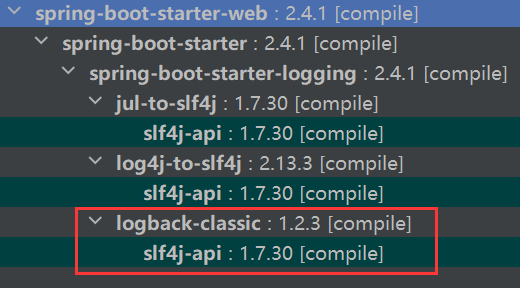 spring-boot-starter-web : 2.4.1 [compile]
spring-boot-starter : 2.4.1 [compile]
spring-boot-starter-logging : 2.4.1 [compile]
jul-to-slf4j : 1.7.30 [compile]
slf4j-api : 1.7.30 [compile]
log4j-to-slf4j : 2.13.3 [compile]
slf4j-api : 1.7.30 [compile]
logback-classic : 1.2.3 [compile]
slf4j-api : 1.7.30 [compile]